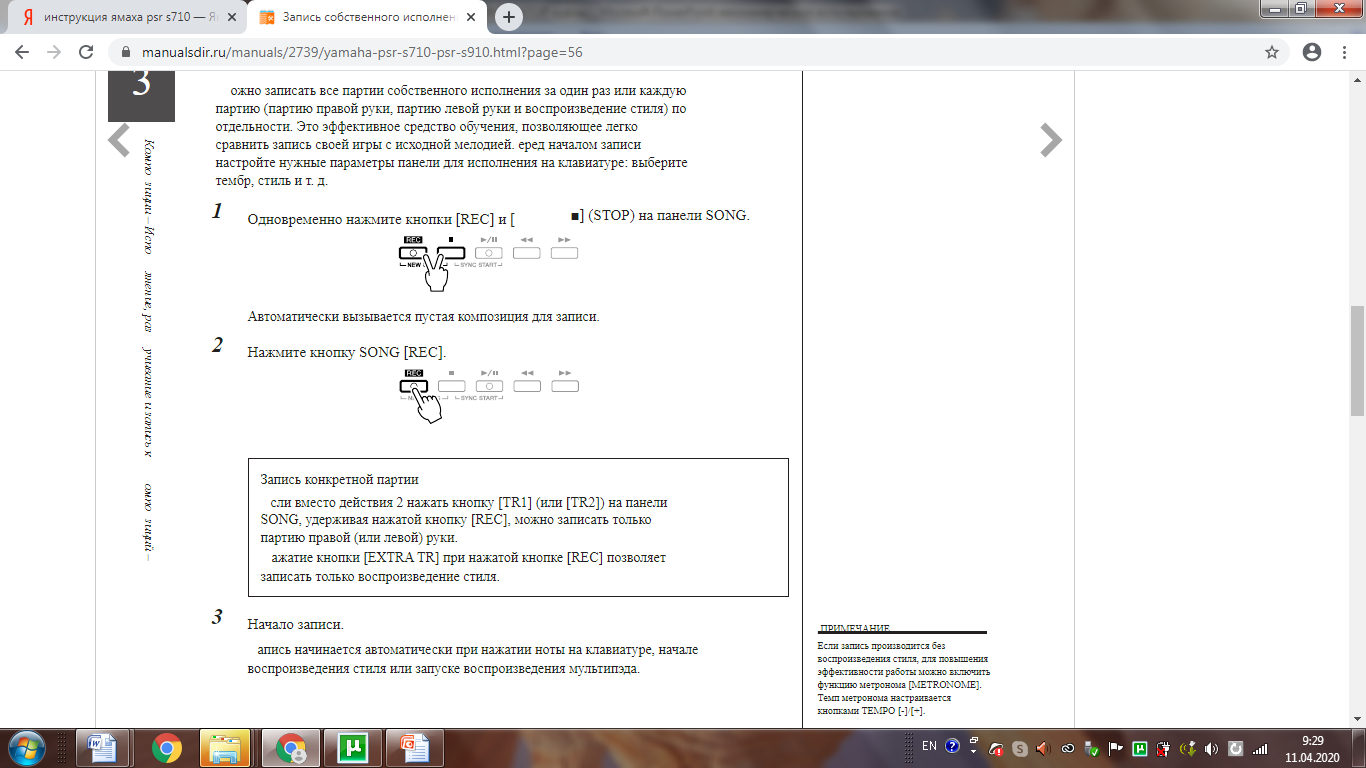 инструкция ямаха psr s710 — Ян
Запись собственного исполнени
manualsdir.ru/manuals/2739/yamaha-psr-s710-psr-s910.html?page=56
3
ожно записать все партии собственного исполнения за один раз или каждую
партию (партию правой руки, партию левой руки и воспроизведение стиля) по
отдельности. Это эффективное средство обучения, позволяющее легко
сравнить запись своей игры с исходной мелодией. еред началом записи
настройте нужные параметры панели для исполнения на клавиатуре: выберите
тембр, стиль и т. д.
1 Одновременно нажмите кнопки [REC] и [ ■] (STOP) на панели SONG.
REC ■ ►/II ◄◄ ►►
NEW SYNC START
Автоматически вызывается пустая композиция для записи.
2 Нажмите кнопку SONG [REC].
REC ■ ►/II ◄◄ ►►
SYNC START
Запись конкретной партии
сли вместо действия 2 нажать кнопку [TR1] (или [TR2]) на панели
SONG, удерживая нажатой кнопку [REC], можно записать только
партию правой (или левой) руки.
ажатие кнопки [EXTRA TR] при нажатой кнопке [REC] позволяет
записать только воспроизведение стиля.
3 Начало записи.
апись начинается автоматически при нажатии ноты на клавиатуре, начале
воспроизведения стиля или запуске воспроизведения мультипэда.
ПРИМЕЧАНИЕ
Если запись производится без
воспроизведения стиля, для повышения
эффективности работы можно включить
функцию метронома [METRONOME].
Темп метронома настраивается
кнопками TEMPO [-]/[+].
EN
9:29
11.04.2020